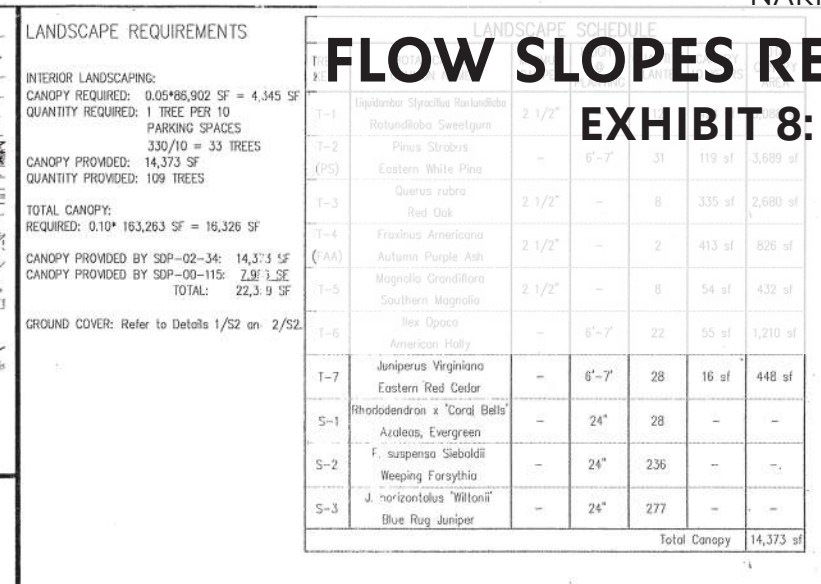 NAR
LANDSCAPE REQUIREMENTS
INTERIOR LANDSCAPING:
CANOPY REQUIRED: 0.05*86,902 SF = 4,345 SF
QUANTITY REQUIRED: 1 TREE PER 10
PARKING SPACES
330/10 = 33 TREES
CANOPY PROVIDED: 14,373 SF
QUANTITY PROVIDED: 109 TREES
TOTAL CANOPY:
REQUIRED: 0.10* 163,263 SF = 16,326 SF
CANOPY PROVIDED BY SDP-02-34: 14,373 SF
CANOPY PROVIDED BY SDP-00-115: SF
TOTAL: SF
GROUND COVER: Refer to Details 1/S2 an 2/S2.
LANDSCAPE SCHEDULE
FLOW SLOPES RE
EXHIBIT 8:
T-1 Rotundiloba Sweetgum 2 1/2"
T-2 (PS) Pinus Strobus Eastern White Pine - 6'-7' 31 119 sf 3,689 sf
T-3 Querus rubra Red Oak 2 1/2" - 8 335 sf 2,680 sf
T-4 (FAA) Fraxinus Americana Autumn Purple Ash 2 1/2" - 2 413 sf 826 sf
T-5 Magnolia Grandiflora Southern Magnolia 2 1/2" - 8 54 sf 432 sf
T-6 Ilex Opaca American Holly - 6'-7' 22 55 sf 1,210 sf
T-7 Juniperus Virginiana Eastern Red Cedar - 6'-7' 28 16 sf 448 sf
S-1 Rhododendron x "Coral Bells" Azaleas, Evergreen - 24" 28 - -
S-2 F. suspensa Sieboldii Weeping Forsythia - 24" 236 - -
S-3 J. horizontalus "Wiltonii" Blue Rug Juniper - 24" 277 - -
Total Canopy 14,373 sf